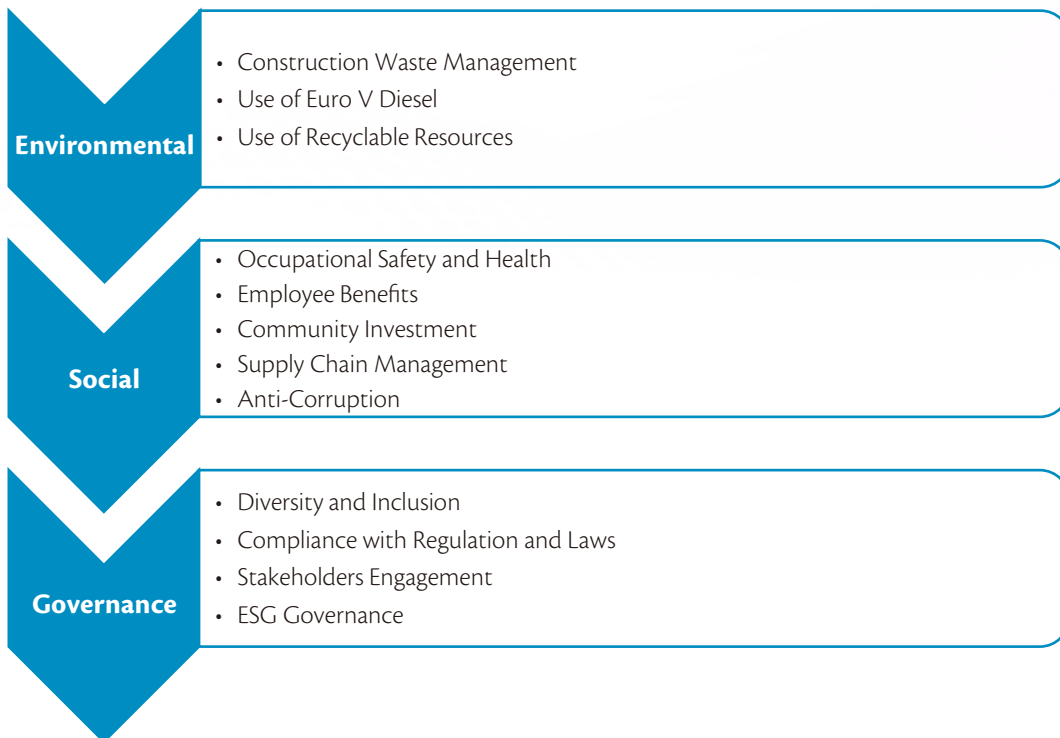 Environmental
• Construction Waste Management
• Use of Euro V Diesel
• Use of Recyclable Resources
Social
• Occupational Safety and Health
• Employee Benefits
• Community Investment
• Supply Chain Management
• Anti-Corruption
Governance
• Diversity and Inclusion
• Compliance with Regulation and Laws
• Stakeholders Engagement
• ESG Governance